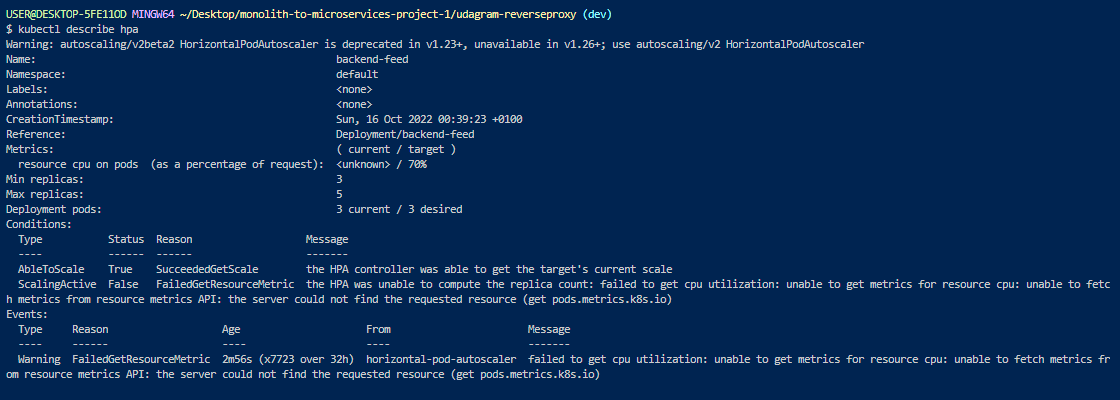 USER@DESKTOP-5FE11OD MINGW64 ~/Desktop/monolith-to-microservices-project-1/udagram-reverseproxy (dev)
$ kubectl describe hpa
Warning: autoscaling/v2beta2 HorizontalPodAutoscaler is deprecated in v1.23+, unavailable in v1.26+; use autoscaling/v2 HorizontalPodAutoscaler
Name: backend-feed
Namespace: default
Labels: <none>
Annotations: <none>
CreationTimestamp: Sun, 16 Oct 2022 00:39:23 +0100
Reference: Deployment/backend-feed
Metrics: ( current / target )
resource cpu on pods (as a percentage of request): <unknown> / 70%
Min replicas: 3
Max replicas: 5
Deployment pods: 3 current / 3 desired
Conditions:
Type Status Reason Message
---- ------ ------ -------
AbleToScale True SucceededGetScale the HPA controller was able to get the target's current scale
ScalingActive False FailedGetResourceMetric the HPA was unable to compute the replica count: failed to get cpu utilization: unable to get metrics for resource cpu: unable to fetc
h metrics from resource metrics API: the server could not find the requested resource (get pods.metrics.k8s.io)
Events:
Type Reason Age From Message
---- ------ ---- ---- -------
Warning FailedGetResourceMetric 2m56s (x7723 over 32h) horizontal-pod-autoscaler failed to get cpu utilization: unable to get metrics for resource cpu: unable to fetch metrics fr
om resource metrics API: the server could not find the requested resource (get pods.metrics.k8s.io)